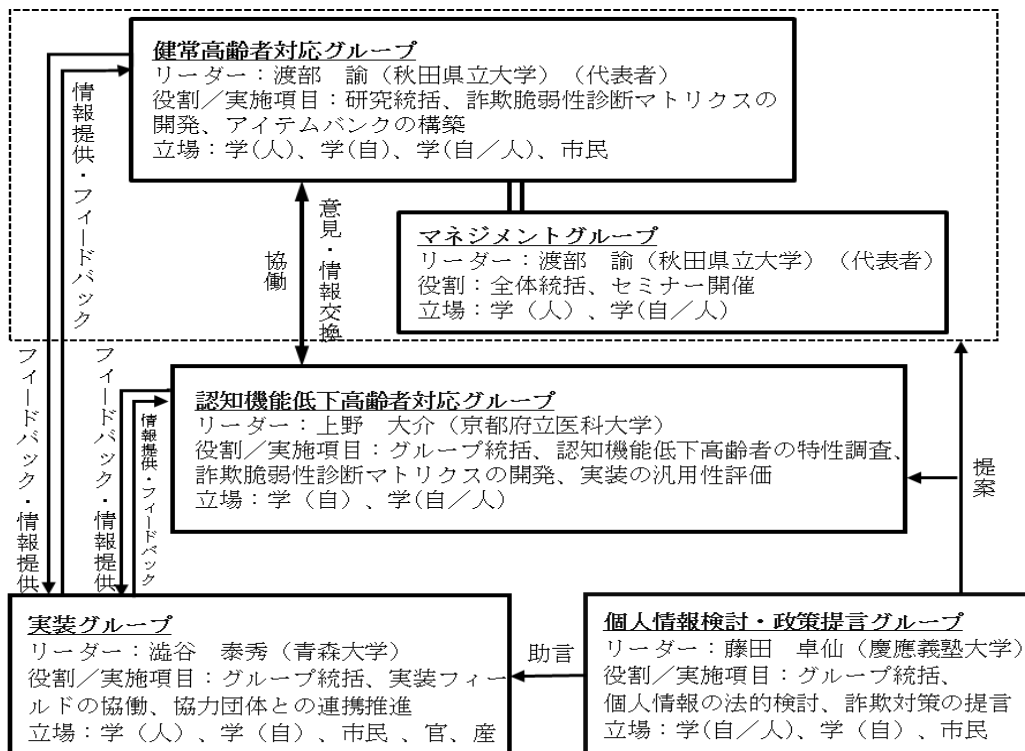 健常高齢者対応グループ
リーダー：渡部　諭（秋田県立大学）（代表者）
役割／実施項目：研究統括、詐欺脆弱性診断マトリクスの
開発、アイテムバンクの構築
立場：学(人)、学(自)、学(自／人)、市民
情報提供・フィードバック
フィードバック・情報提供
協働
意見・情報交換
マネジメントグループ
リーダー：渡部　諭（秋田県立大学）（代表者）
役割：全体統括、セミナー開催
立場：学（人）、学(自／人)
フィードバック・情報提供
情報提供・フィードバック
認知機能低下高齢者対応グループ
リーダー：上野　大介（京都府立医科大学）
役割／実施項目：グループ統括、認知機能低下高齢者の特性調査、
詐欺脆弱性診断マトリクスの開発、実装の汎用性評価
立場：学（自）、学(自／人)
提案
実装グループ
リーダー：澁谷　泰秀（青森大学）
役割／実施項目：グループ統括、実装フィー
ルドの協働、協力団体との連携推進
立場：学（人）、学（自）、市民 、官、産
助言
個人情報検討・政策提言グループ
リーダー：藤田　卓仙（慶應義塾大学）
役割／実施項目：グループ統括、
個人情報の法的検討、詐欺対策の提言
立場：学(自／人)、学（自）、市民